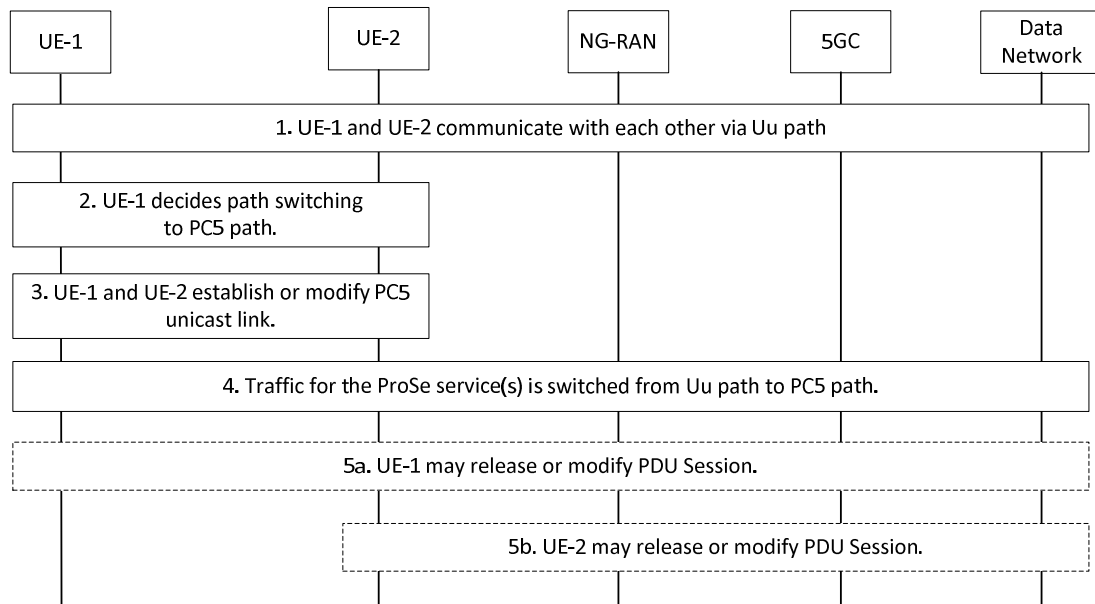 UE-1
UE-2
NG-RAN
5GC
Data
Network
1. UE-1 and UE-2 communicate with each other via Uu path
2. UE-1 decides path switching
to PC5 path.
3. UE-1 and UE-2 establish or modify PC5
unicast link.
4. Traffic for the ProSe service(s) is switched from Uu path to PC5 path.
5a. UE-1 may release or modify PDU Session.
5b. UE-2 may release or modify PDU Session.